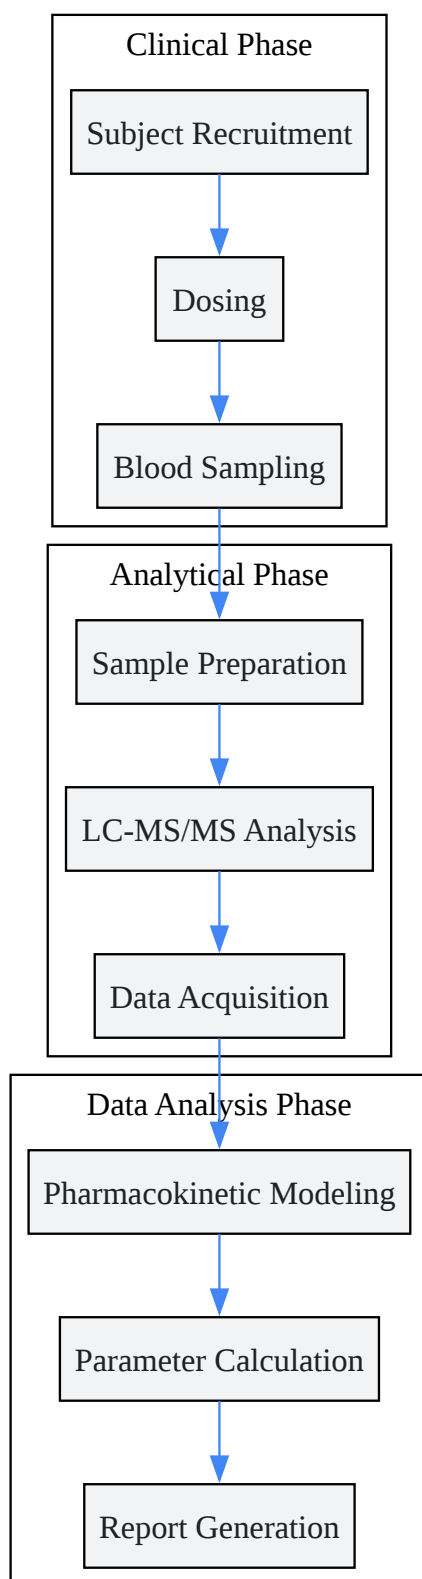 Clinical Phase
Subject Recruitment
Dosing
Blood Sampling
Analytical Phase
Sample Preparation
LC-MS/MS Analysis
Data Acquisition
Data Analysis Phase
Pharmacokinetic Modeling
Parameter Calculation
Report Generation